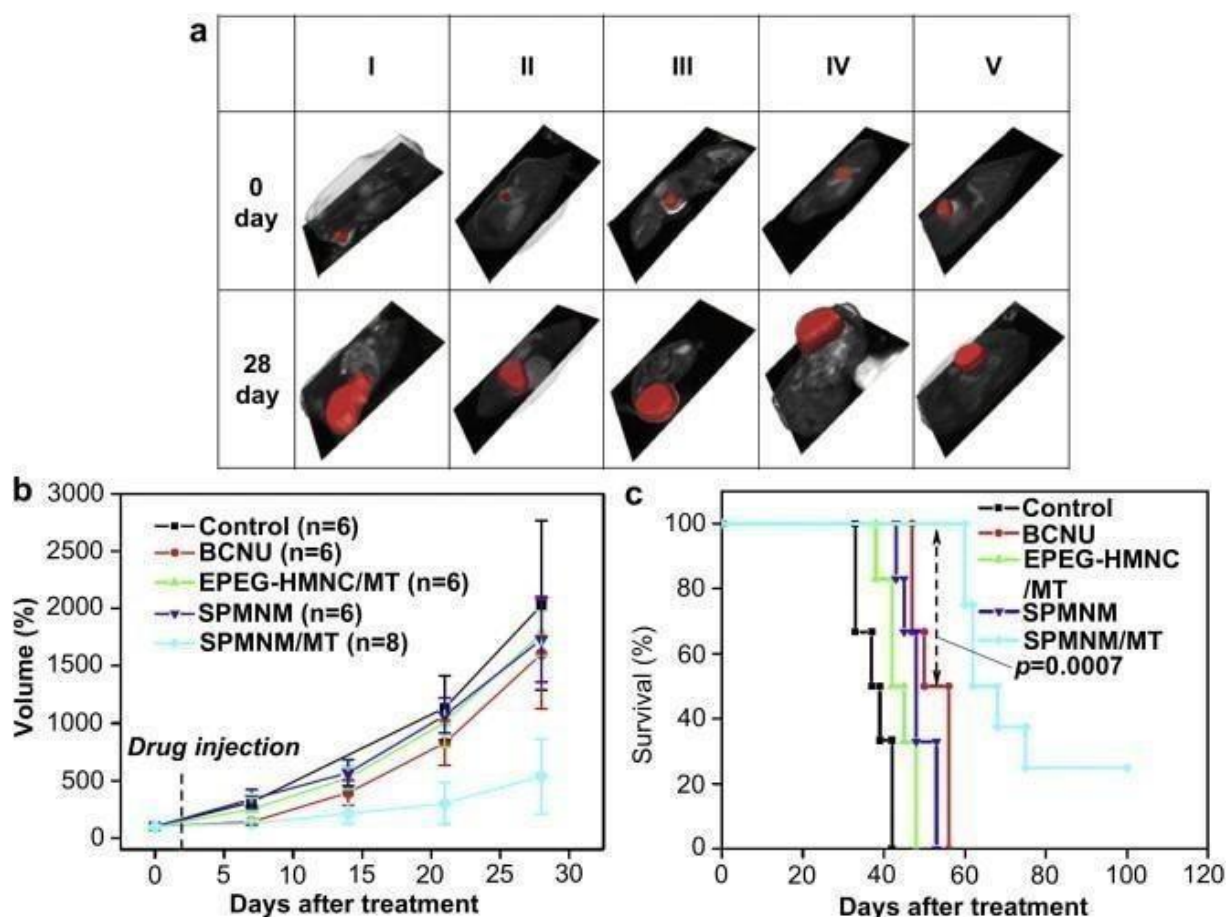 a
I II III IV V
0
day
28
day
b
3000
2500
2000
1500
1000
500
0
Volume (%)
Control (n=6)
BCNU (n=6)
EPEG-HMNC/MT (n=6)
SPMNM (n=6)
SPMNM/MT (n=8)
Drug injection
0 5 10 15 20 25 30
Days after treatment
c
100
80
60
40
20
0
Survival (%)
Control
BCNU
EPEG-HMNC
/MT
SPMNM
SPMNM/MT
p=0.0007
0 20 40 60 80 100 120
Days after treatment